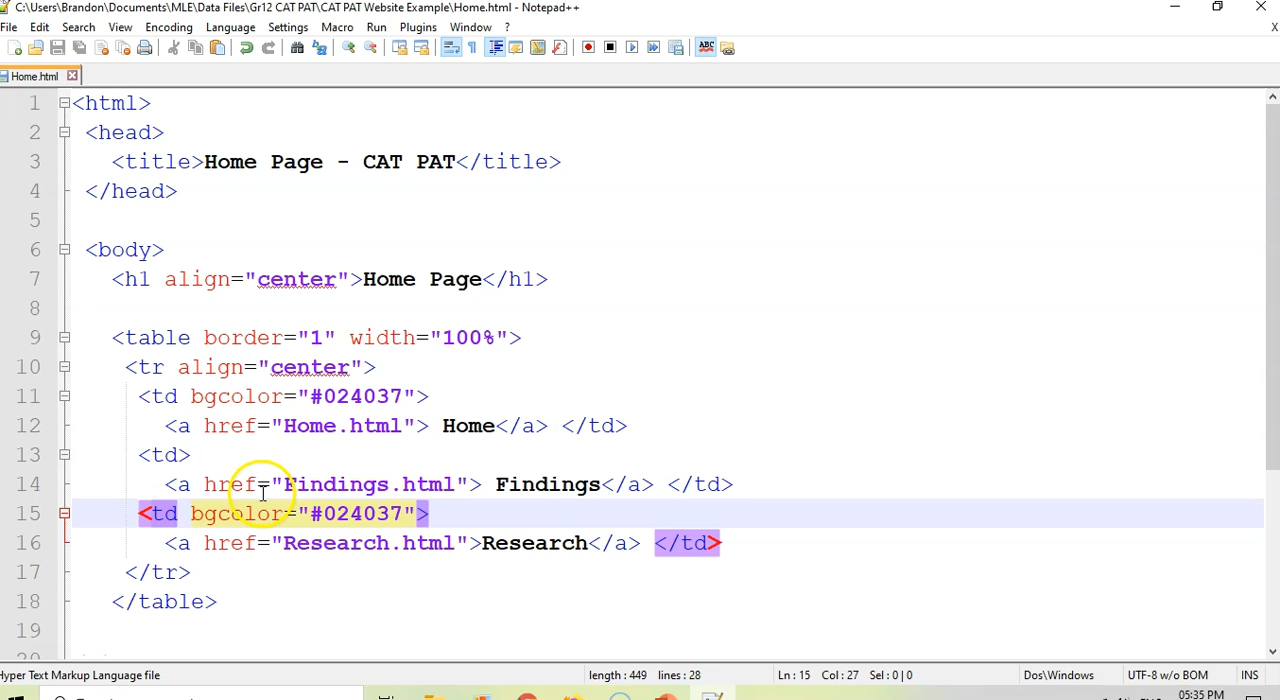 C:\Users\Brandon\Documents\MLE\Data Files\Gr12 CAT PAT\CAT PAT Website Example\Home.html - Notepad++
File Edit Search View Encoding Language Settings Macro Run Plugins Window ? X
ABC
Home.html
1 <html>
2 <head>
3 <title>Home Page - CAT PAT</title>
4 </head>
5
6 <body>
7 <h1 align="center">Home Page</h1>
8
9 <table border="1" width="100%">
10 <tr align="center">
11 <td bgcolor="#024037">
12 <a href="Home.html"> Home</a> </td>
13 <td>
14 <a href="Findings.html"> Findings</a> </td>
15 <td bgcolor="#024037">
16 <a href="Research.html">Research</a> </td>
17 </tr>
18 </table>
19
20
Hyper Text Markup Language file length : 449 lines : 28 Ln : 15 Col : 27 Sel : 0 | 0 Dos\Windows UTF-8 w/o BOM INS
05:35 PM